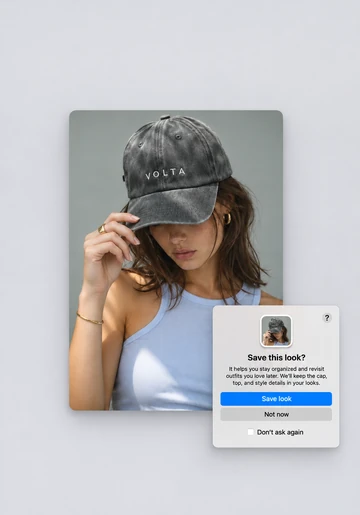 VOLTA
?
Save this look?
It helps you stay organized and revisit
outfits you love later. We'll keep the cap,
top, and style details in your looks.
Save look
Not now
Don't ask again